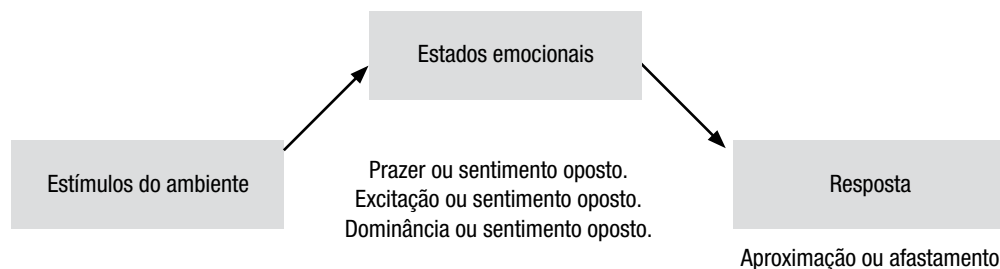 Estados emocionais
Estímulos do ambiente
Prazer ou sentimento oposto.
Excitação ou sentimento oposto.
Dominância ou sentimento oposto.
Resposta
Aproximação ou afastamento